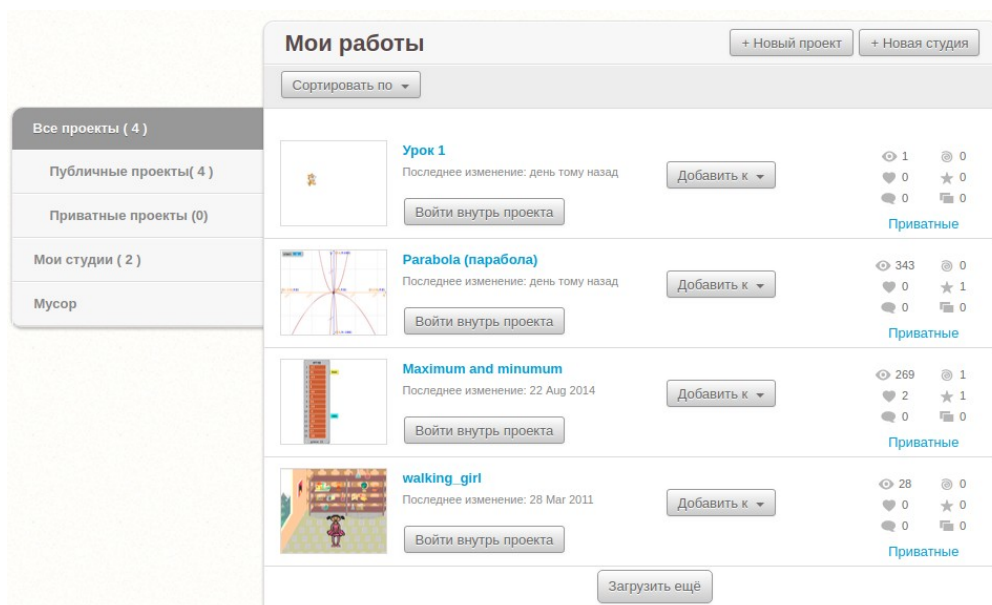 Мои работы
+ Новый проект
+ Новая студия
Сортировать по
Все проекты ( 4 )
Публичные проекты( 4 )
Приватные проекты (0)
Мои студии ( 2 )
Мусор
Урок 1
Последнее изменение: день тому назад
Войти внутрь проекта
Добавить к
1 0
0 0
0 0
Приватные
Parabola (парабола)
Последнее изменение: день тому назад
Войти внутрь проекта
Добавить к
343 0
0 1
0 0
Приватные
Maximum and minumum
Последнее изменение: 22 Aug 2014
Войти внутрь проекта
Добавить к
269 1
2 1
0 0
Приватные
walking_girl
Последнее изменение: 28 Mar 2011
Войти внутрь проекта
Добавить к
28 0
0 0
0 0
Приватные
Загрузить ещё